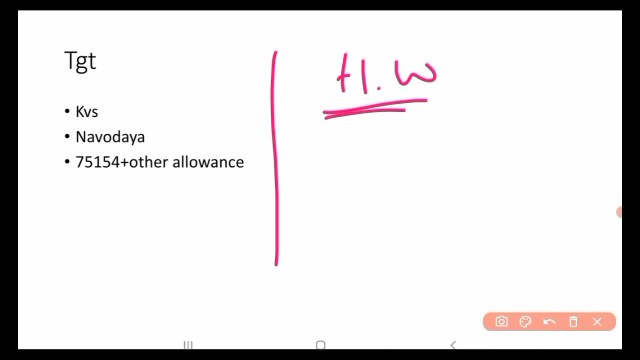 Tgt
• Kvs
• Navodaya
• 75154+other allowance
H.W